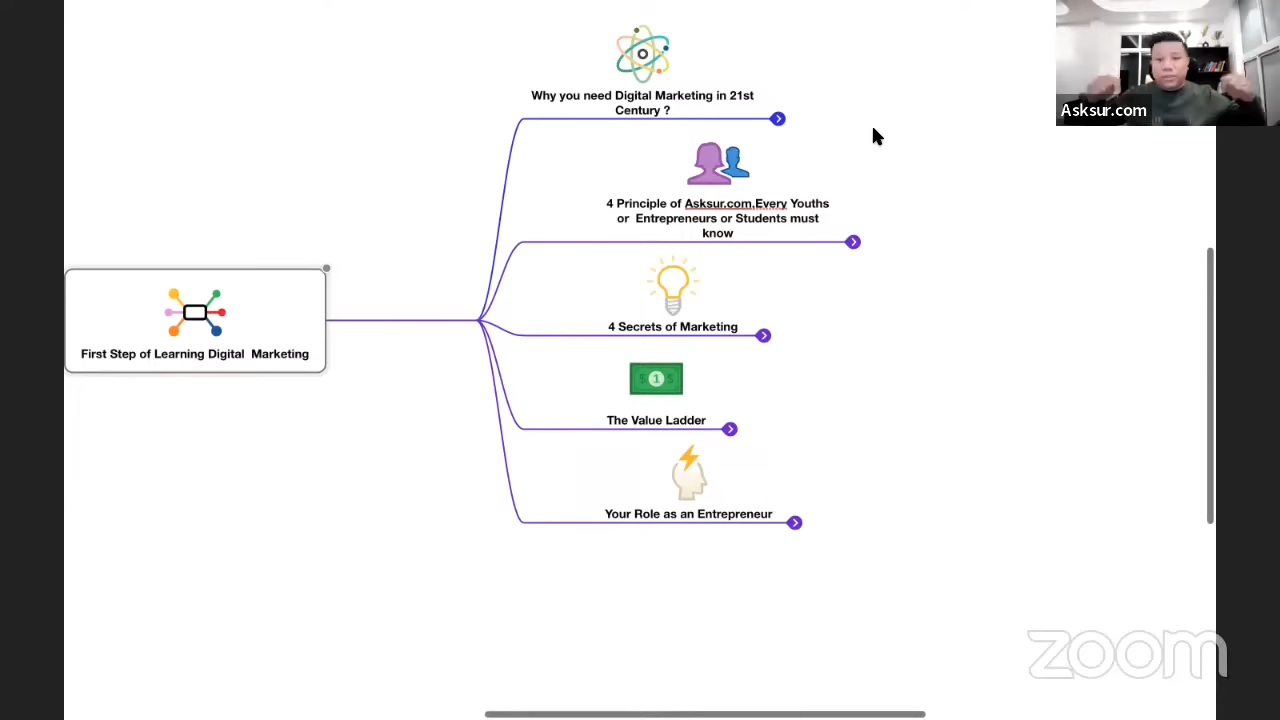 Why you need Digital Marketing in 21st
Century ?
Asksur.com
4 Principle of Asksur.com,Every Youths
or Entrepreneurs or Students must
know
4 Secrets of Marketing
First Step of Learning Digital Marketing
$ 1 $
The Value Ladder
Your Role as an Entrepreneur
zoom